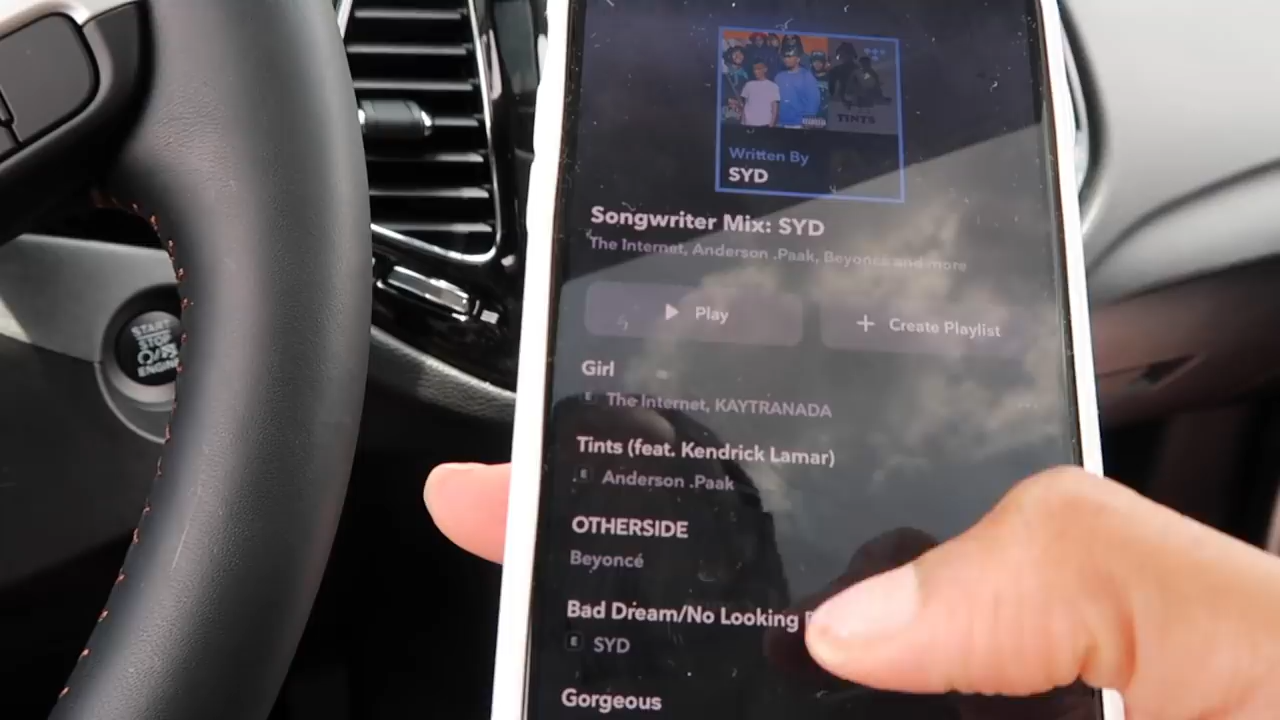 TINTS
Written By
SYD
Songwriter Mix: SYD
The Internet, Anderson .Paak, Beyoncé and more
Play
Create Playlist
START
STOP
ENGINE
Girl
E The Internet, KAYTRANADA
Tints (feat. Kendrick Lamar)
E Anderson .Paak
OTHERSIDE
Beyoncé
Bad Dream/No Looking
E SYD
Gorgeous